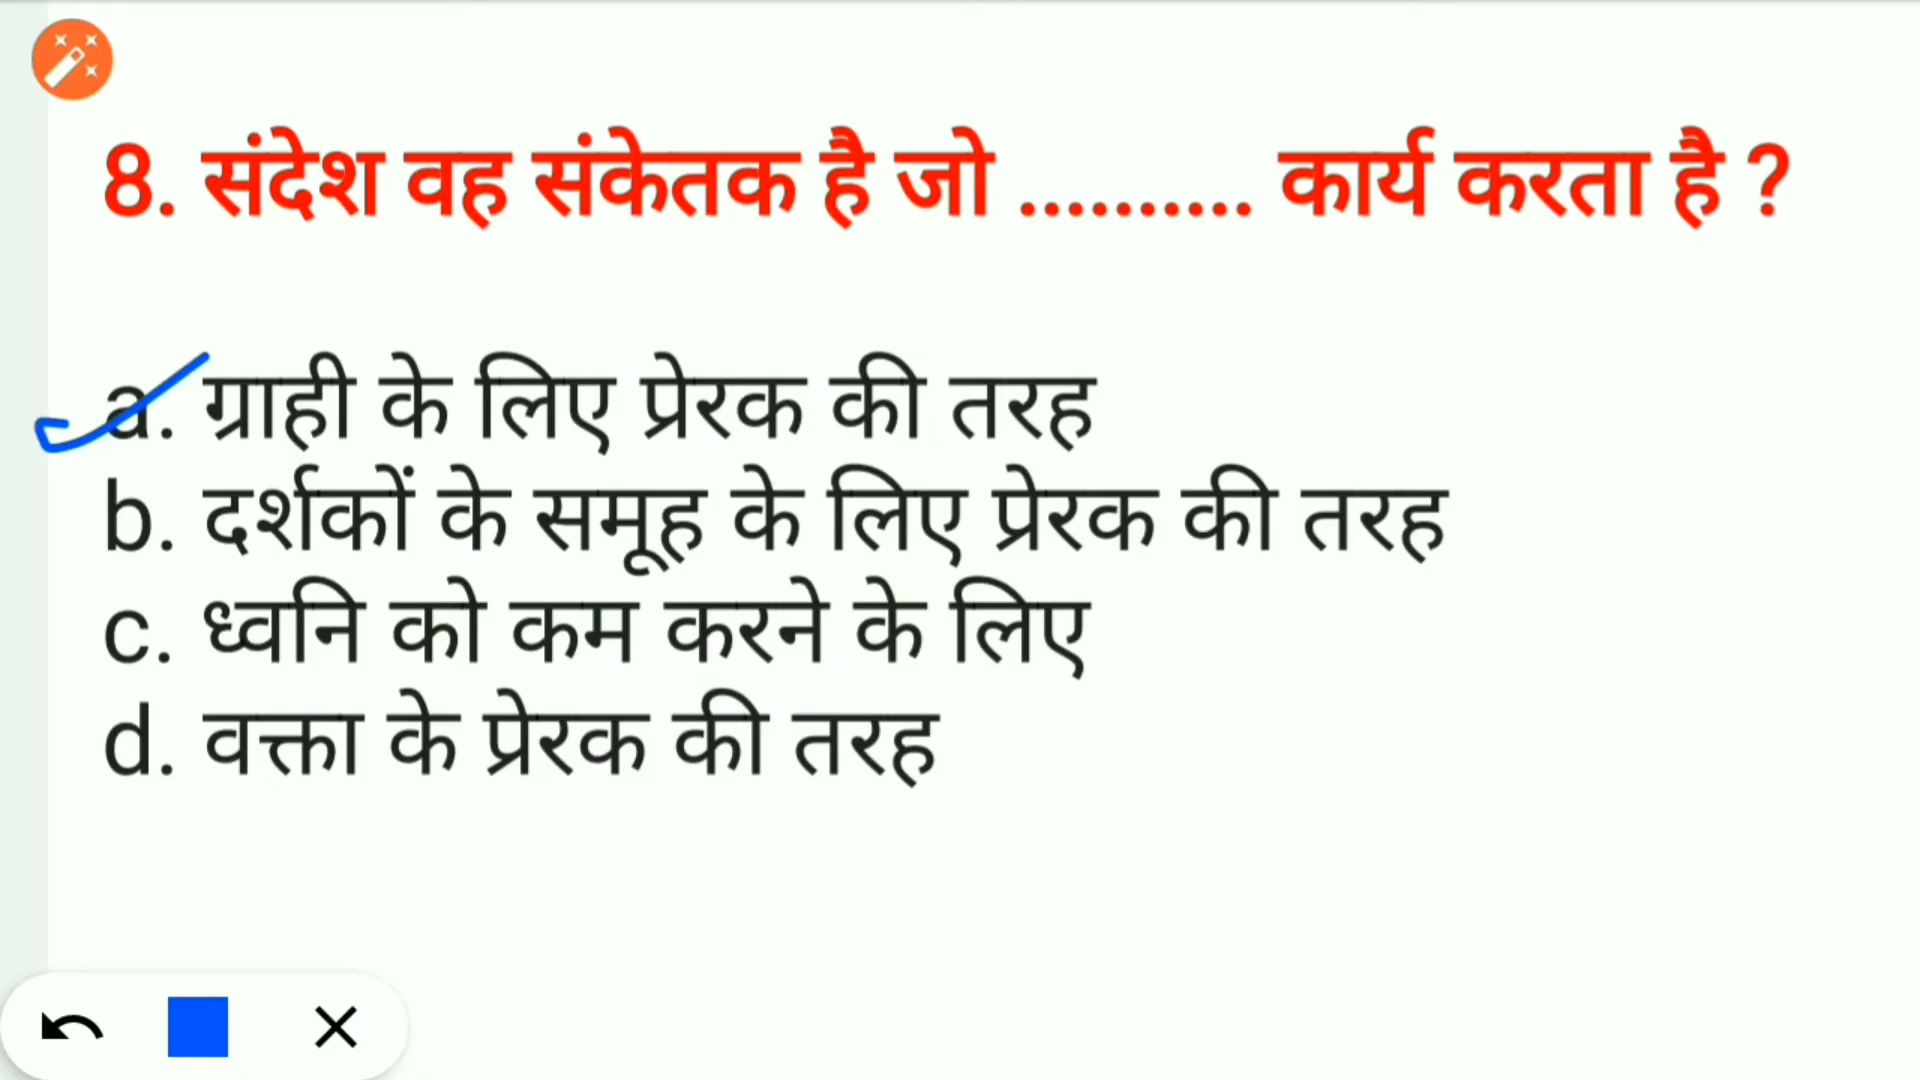 8. संदेश वह संकेतक है जो .......... कार्य करता है ?
a. ग्राही के लिए प्रेरक की तरह
b. दर्शकों के समूह के लिए प्रेरक की तरह
c. ध्वनि को कम करने के लिए
d. वक्ता के प्रेरक की तरह